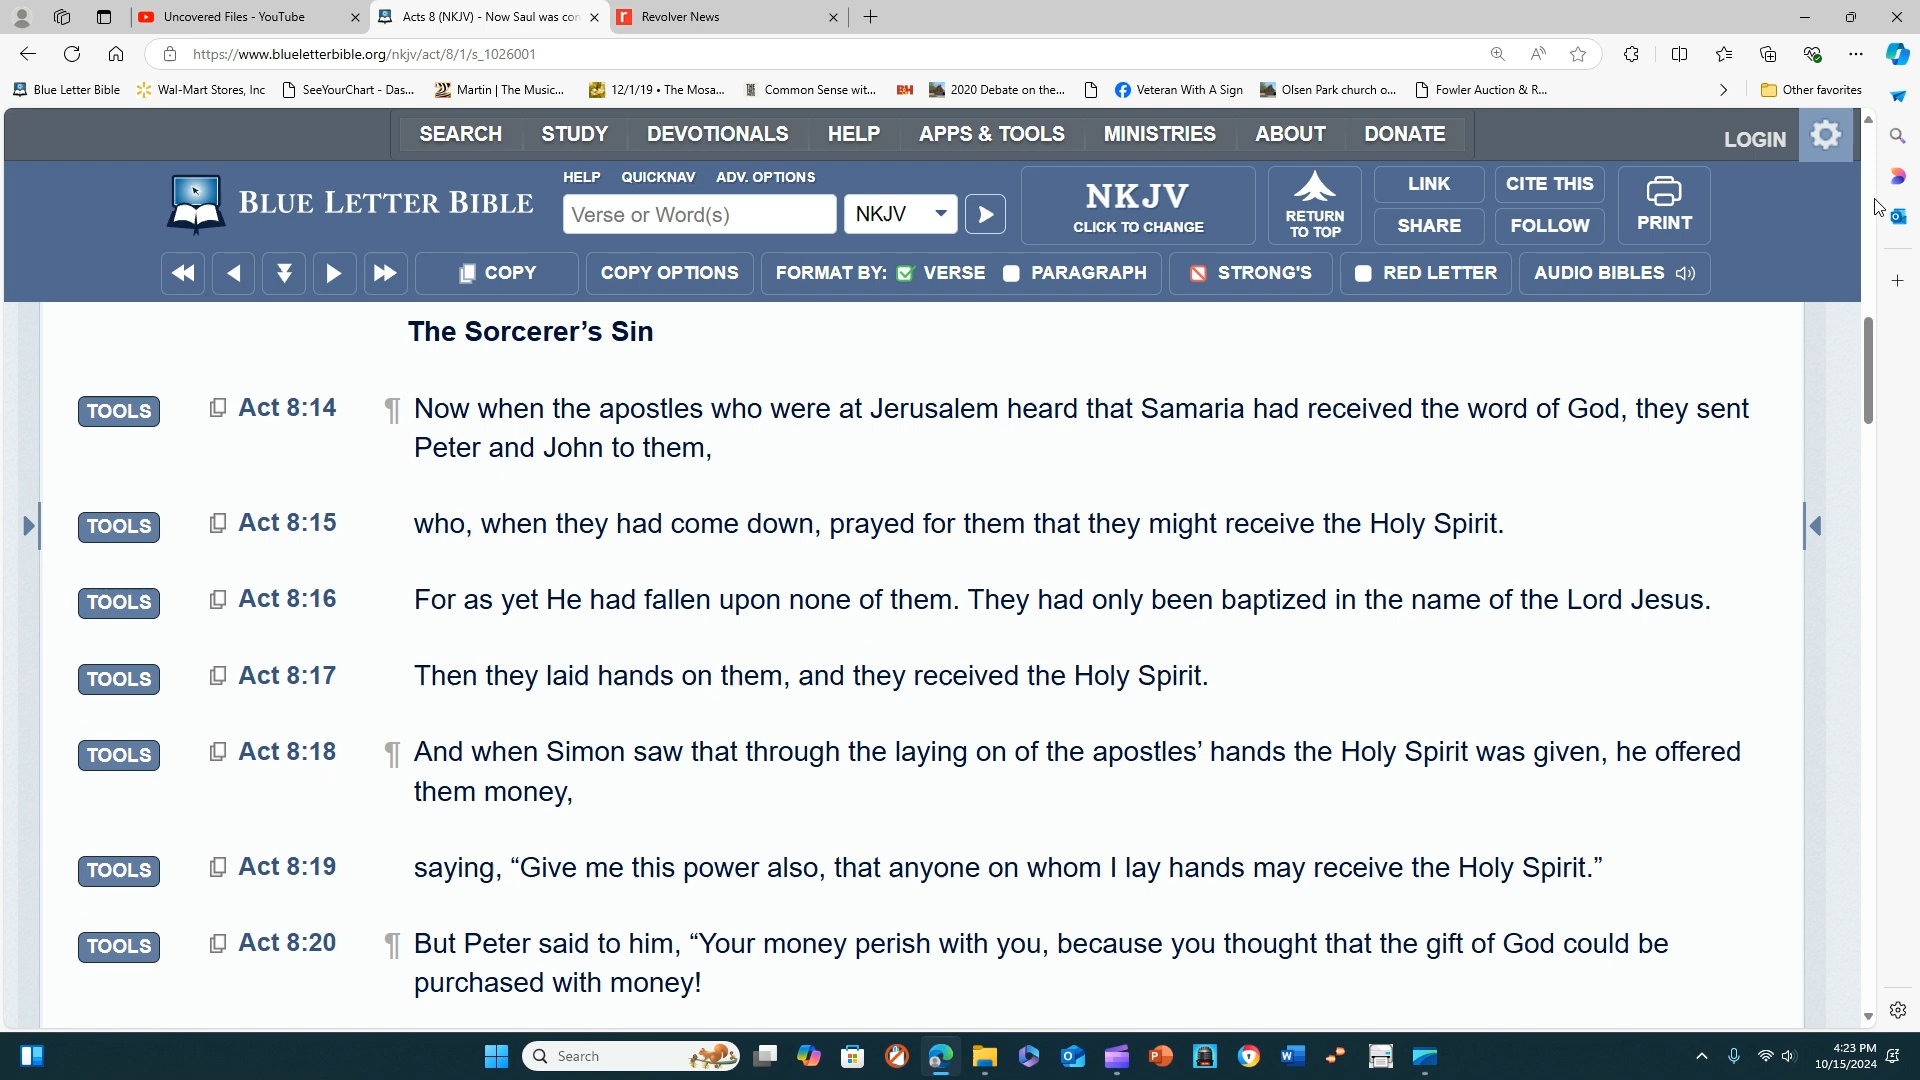 Uncovered Files - YouTube
Acts 8 (NKJV) - Now Saul was con
Revolver News
https://www.blueletterbible.org/nkjv/act/8/1/s_1026001
Blue Letter Bible
Wal-Mart Stores, Inc
SeeYourChart - Das...
Martin | The Music...
12/1/19 • The Mosa...
Common Sense wit...
BH
2020 Debate on the...
Veteran With A Sign
Olsen Park church o...
Fowler Auction & R...
Other favorites
SEARCH STUDY DEVOTIONALS HELP APPS & TOOLS MINISTRIES ABOUT DONATE
LOGIN
BLUE LETTER BIBLE
HELP QUICKNAV ADV. OPTIONS
Verse or Word(s)
NKJV
NKJV
CLICK TO CHANGE
RETURN
TO TOP
LINK
CITE THIS
SHARE
FOLLOW
PRINT
COPY
COPY OPTIONS
FORMAT BY: VERSE PARAGRAPH
STRONG'S
RED LETTER
AUDIO BIBLES
The Sorcerer’s Sin
TOOLS Act 8:14 ¶ Now when the apostles who were at Jerusalem heard that Samaria had received the word of God, they sent
Peter and John to them,
TOOLS Act 8:15 who, when they had come down, prayed for them that they might receive the Holy Spirit.
TOOLS Act 8:16 For as yet He had fallen upon none of them. They had only been baptized in the name of the Lord Jesus.
TOOLS Act 8:17 Then they laid hands on them, and they received the Holy Spirit.
TOOLS Act 8:18 ¶ And when Simon saw that through the laying on of the apostles’ hands the Holy Spirit was given, he offered
them money,
TOOLS Act 8:19 saying, “Give me this power also, that anyone on whom I lay hands may receive the Holy Spirit.”
TOOLS Act 8:20 ¶ But Peter said to him, “Your money perish with you, because you thought that the gift of God could be
purchased with money!
Search
4:23 PM
10/15/2024